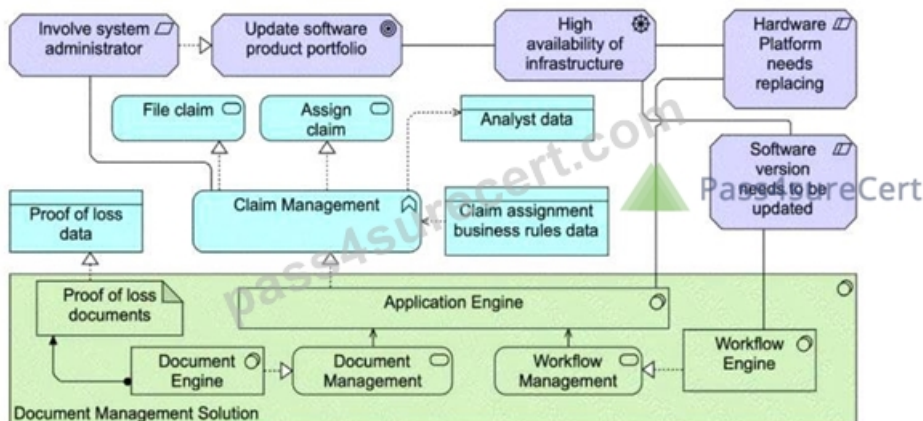 Involve system
administrator
Update software
product portfolio
High
availability of
infrastructure
Hardware
Platform
needs
replacing
File claim
Assign
claim
Analyst data
Software
version
needs to be
updated
Proof of loss
data
Claim Management
Claim assignment
business rules data
Pass4sureCert
pass4surecert.com
Proof of loss
documents
Application Engine
Document
Engine
Document
Management
Workflow
Management
Workflow
Engine
Document Management Solution